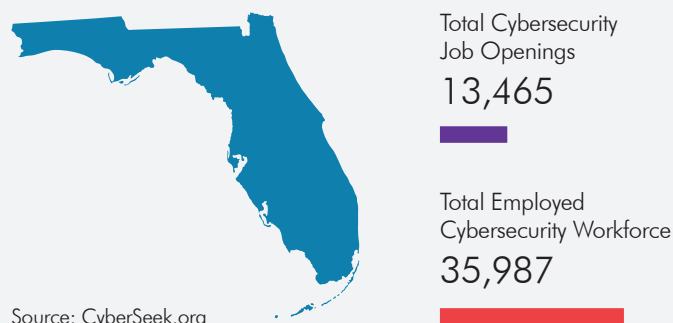 Total Cybersecurity
Job Openings
13,465
Total Employed
Cybersecurity Workforce
35,987
Source: CyberSeek.org